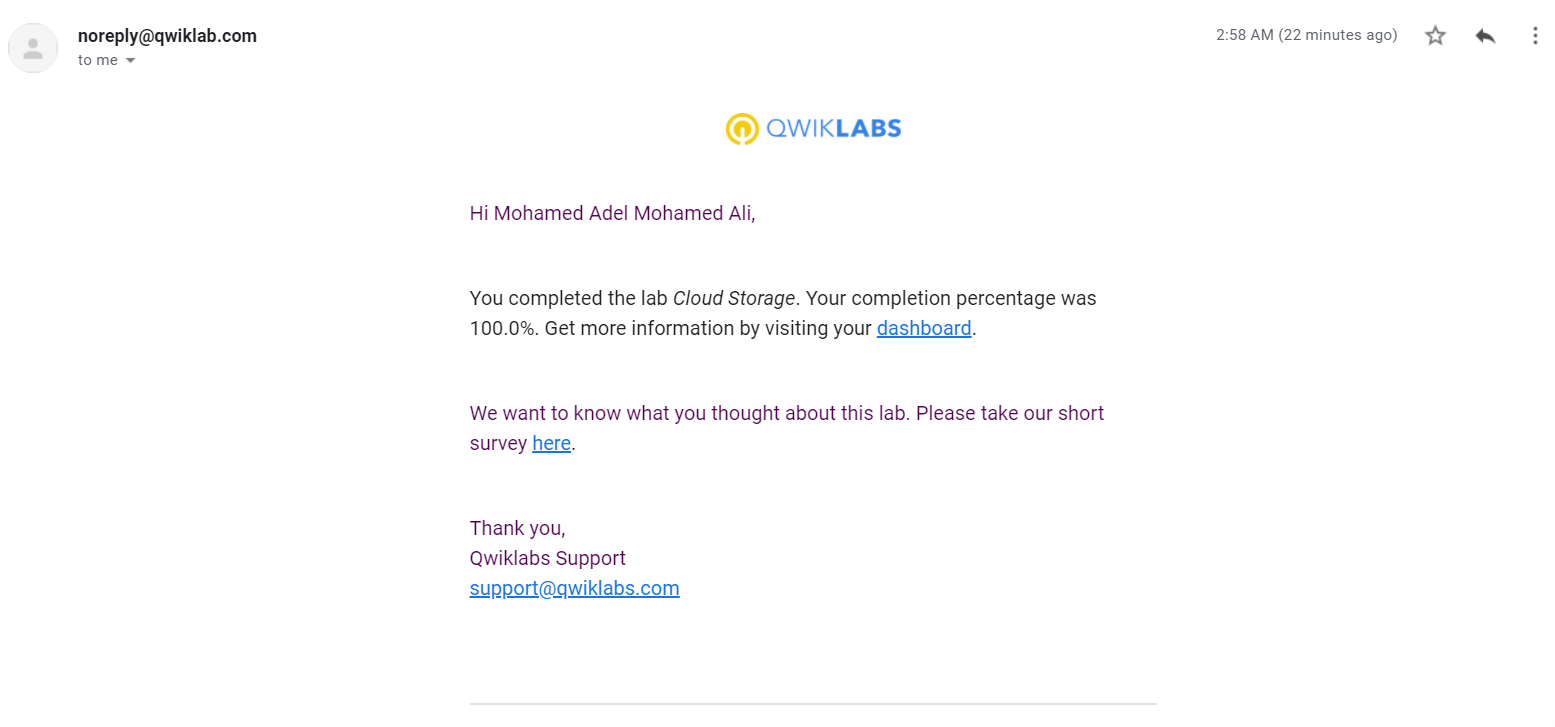 noreply@qwiklab.com
2:58 AM (22 minutes ago)
to me
QWIKLABS
Hi Mohamed Adel Mohamed Ali,
You completed the lab Cloud Storage. Your completion percentage was
100.0%. Get more information by visiting your dashboard.
We want to know what you thought about this lab. Please take our short
survey here.
Thank you,
Qwiklabs Support
support@qwiklabs.com